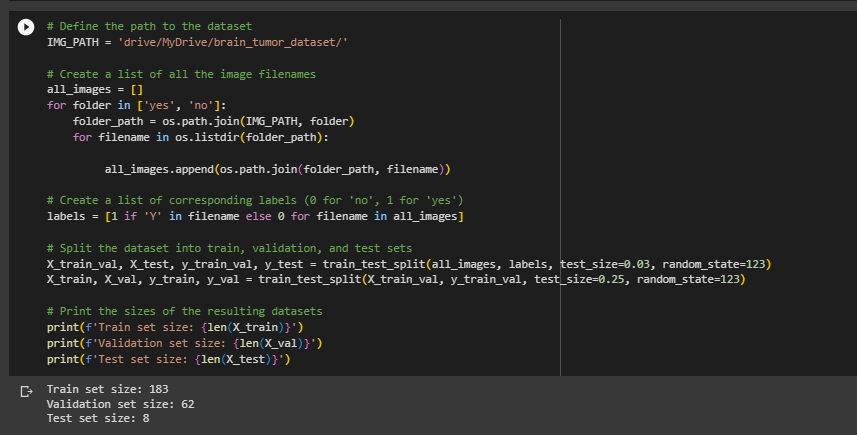 # Define the path to the dataset
IMG_PATH = 'drive/MyDrive/brain_tumor_dataset/'
# Create a list of all the image filenames
all_images = []
for folder in ['yes', 'no']:
folder_path = os.path.join(IMG_PATH, folder)
for filename in os.listdir(folder_path):
all_images.append(os.path.join(folder_path, filename))
# Create a list of corresponding labels (0 for 'no', 1 for 'yes')
labels = [1 if 'Y' in filename else 0 for filename in all_images]
# Split the dataset into train, validation, and test sets
X_train_val, X_test, y_train_val, y_test = train_test_split(all_images, labels, test_size=0.03, random_state=123)
X_train, X_val, y_train, y_val = train_test_split(X_train_val, y_train_val, test_size=0.25, random_state=123)
# Print the sizes of the resulting datasets
print(f'Train set size: {len(X_train)}')
print(f'Validation set size: {len(X_val)}')
print(f'Test set size: {len(X_test)}')
Train set size: 183
Validation set size: 62
Test set size: 8